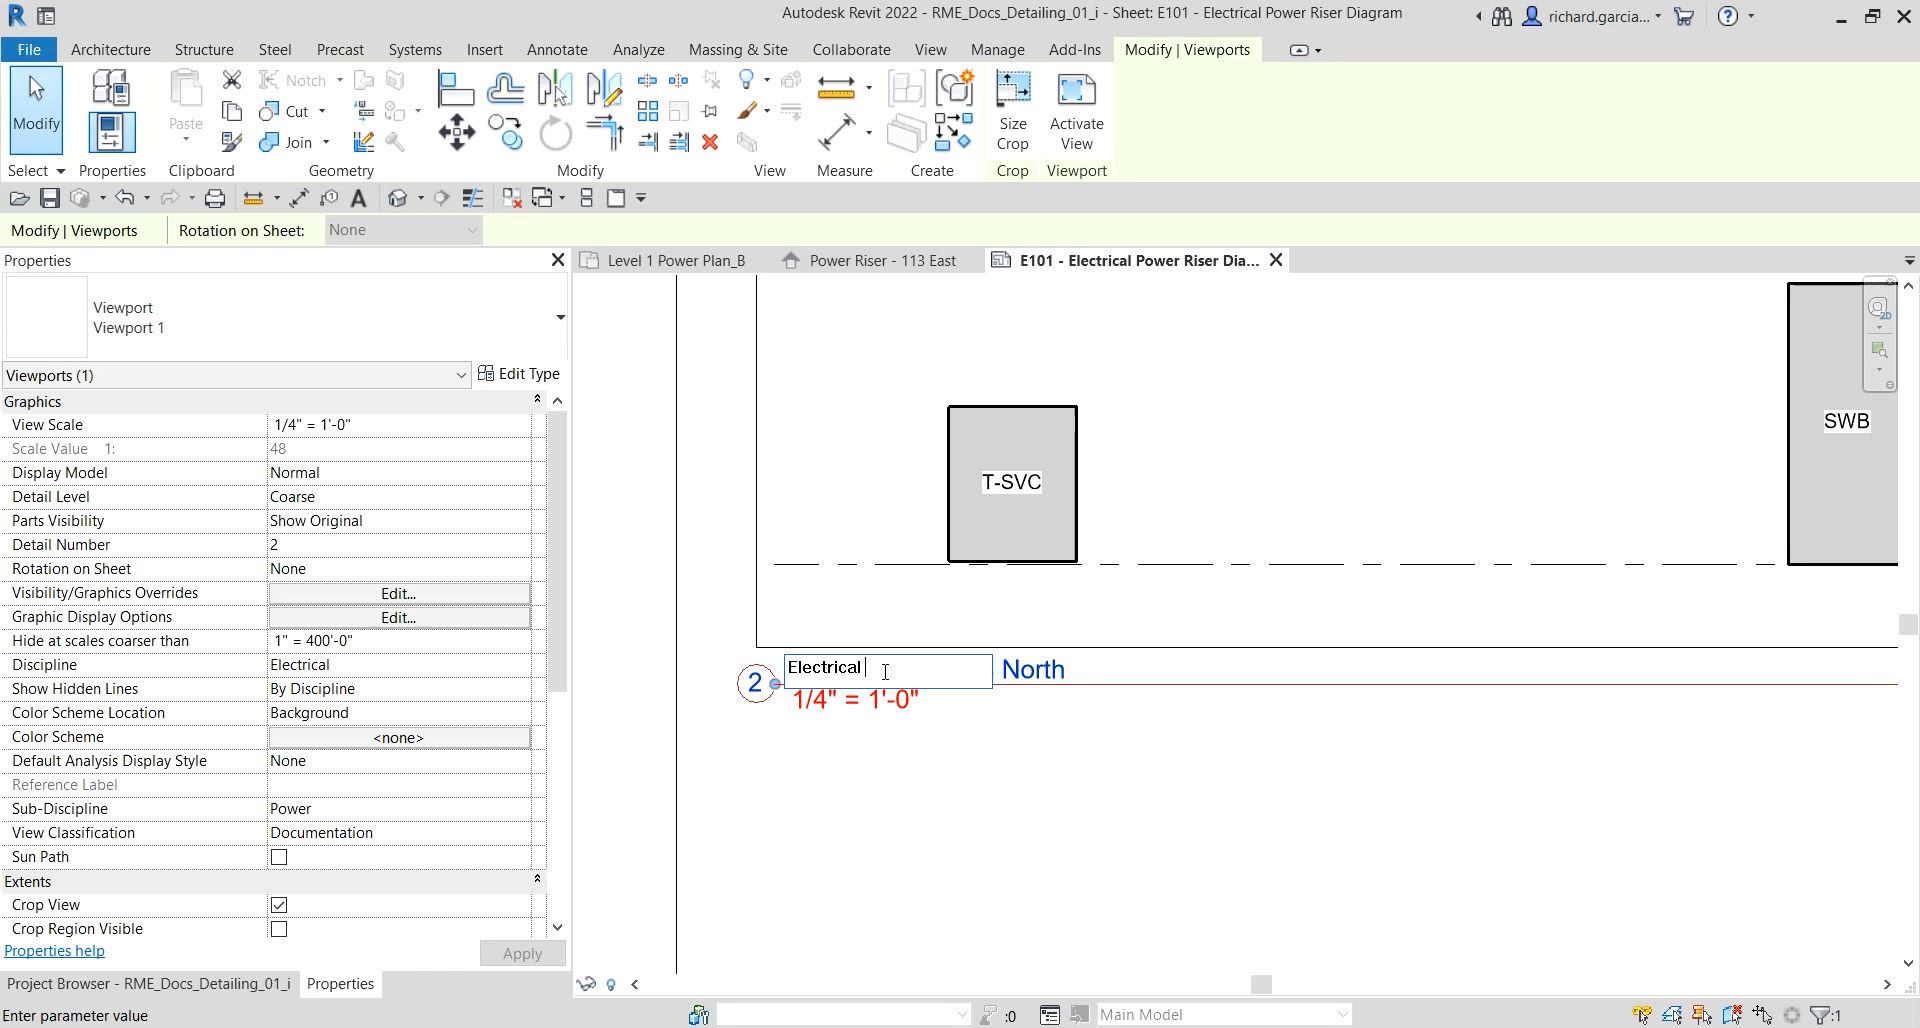 Autodesk Revit 2022 - RME_Docs_Detailing_01_i - Sheet: E101 - Electrical Power Riser Diagram
richard.garcia...
File Architecture Structure Steel Precast Systems Insert Annotate Analyze Massing & Site Collaborate View Manage Add-Ins Modify | Viewports
Modify
Paste
Notch
Cut
Join
Size Crop
Activate View
Select Properties Clipboard Geometry Modify View Measure Create Crop Viewport
Modify | Viewports Rotation on Sheet: None
Properties
Level 1 Power Plan_B Power Riser - 113 East E101 - Electrical Power Riser Dia...
Viewport
Viewport 1
Viewports (1) Edit Type
Graphics
View Scale 1/4" = 1'-0"
Scale Value 1: 48
Display Model Normal
Detail Level Coarse
Parts Visibility Show Original
Detail Number 2
Rotation on Sheet None
Visibility/Graphics Overrides Edit...
Graphic Display Options Edit...
Hide at scales coarser than 1" = 400'-0"
Discipline Electrical
Show Hidden Lines By Discipline
Color Scheme Location Background
Color Scheme <none>
Default Analysis Display Style None
Reference Label
Sub-Discipline Power
View Classification Documentation
Sun Path
Extents
Crop View
Crop Region Visible
Properties help Apply
Project Browser - RME_Docs_Detailing_01_i Properties
2D
SWB
T-SVC
2 Electrical North
1/4" = 1'-0"
Enter parameter value :0 Main Model :1